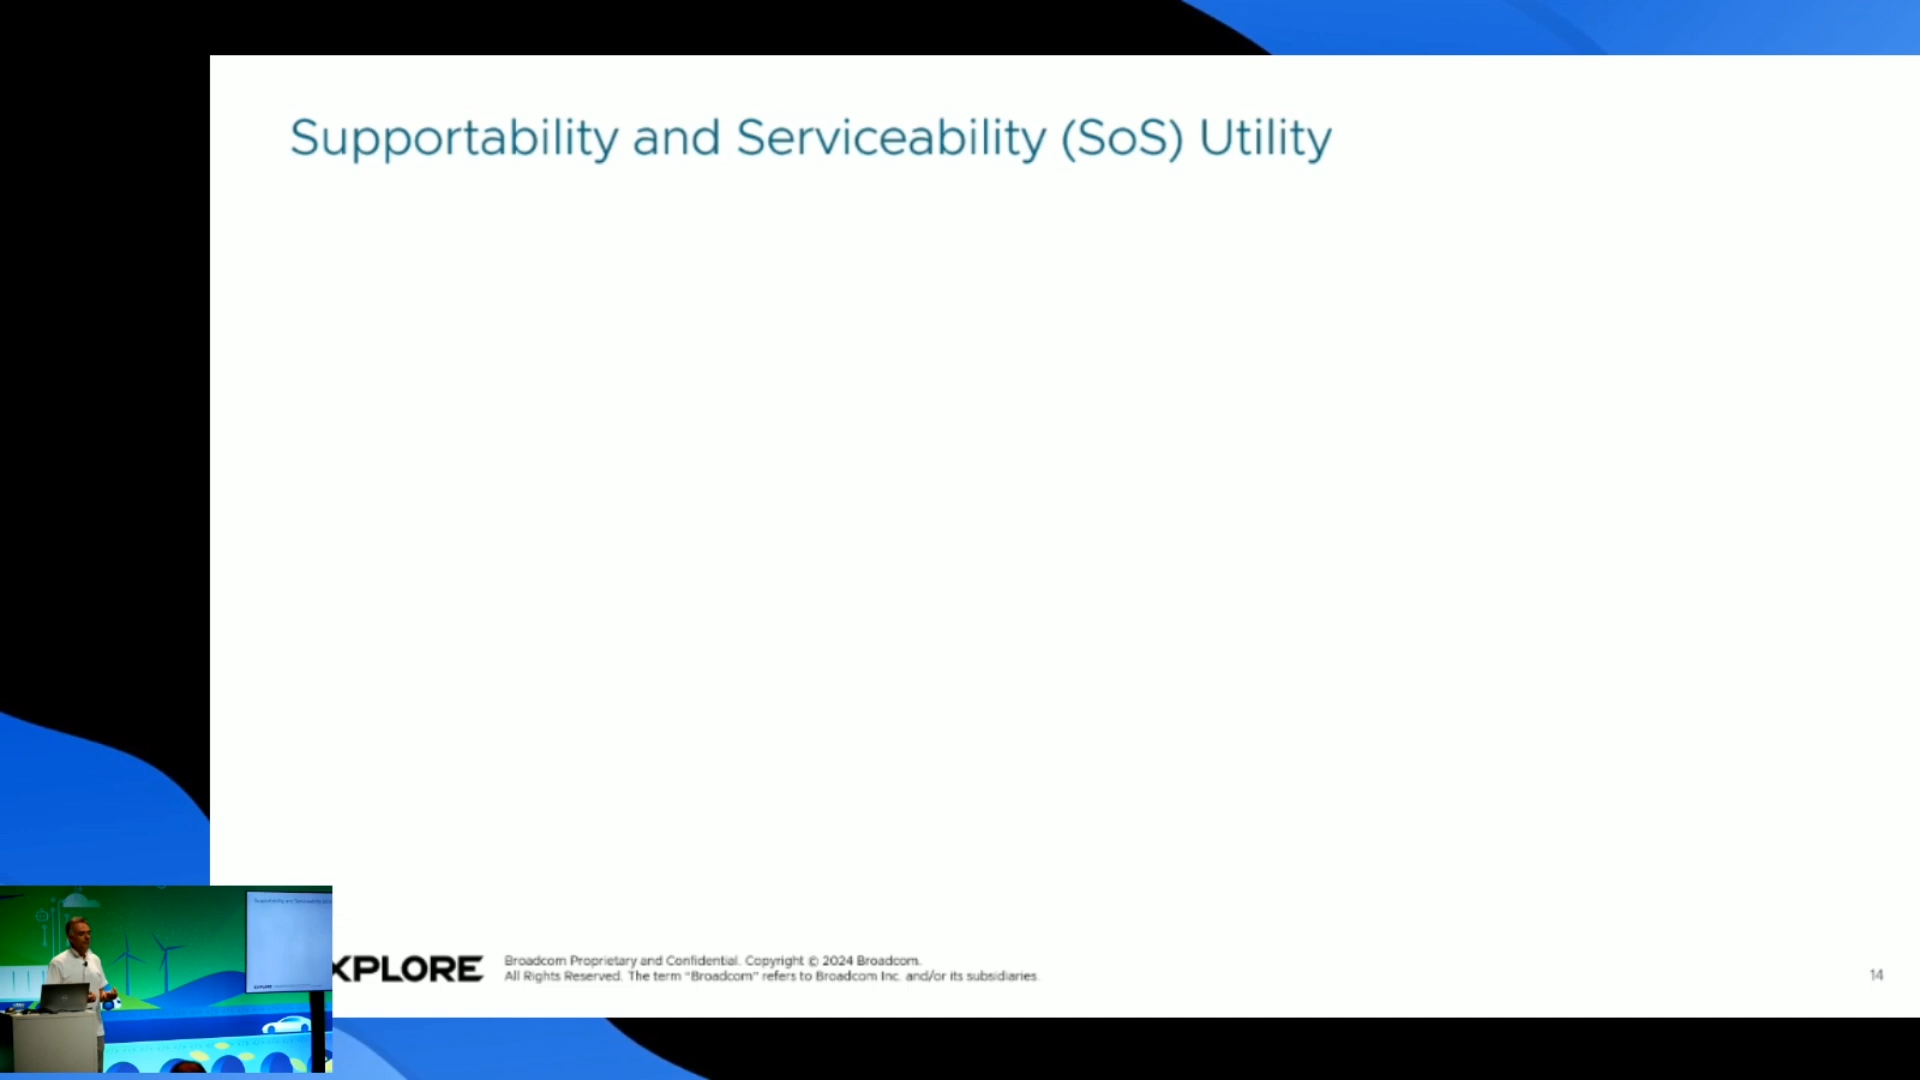 Supportability and Serviceability (SoS) Utility
XPLORE
Broadcom Proprietary and Confidential. Copyright © 2024 Broadcom.
All Rights Reserved. The term "Broadcom" refers to Broadcom Inc. and/or its subsidiaries.
14